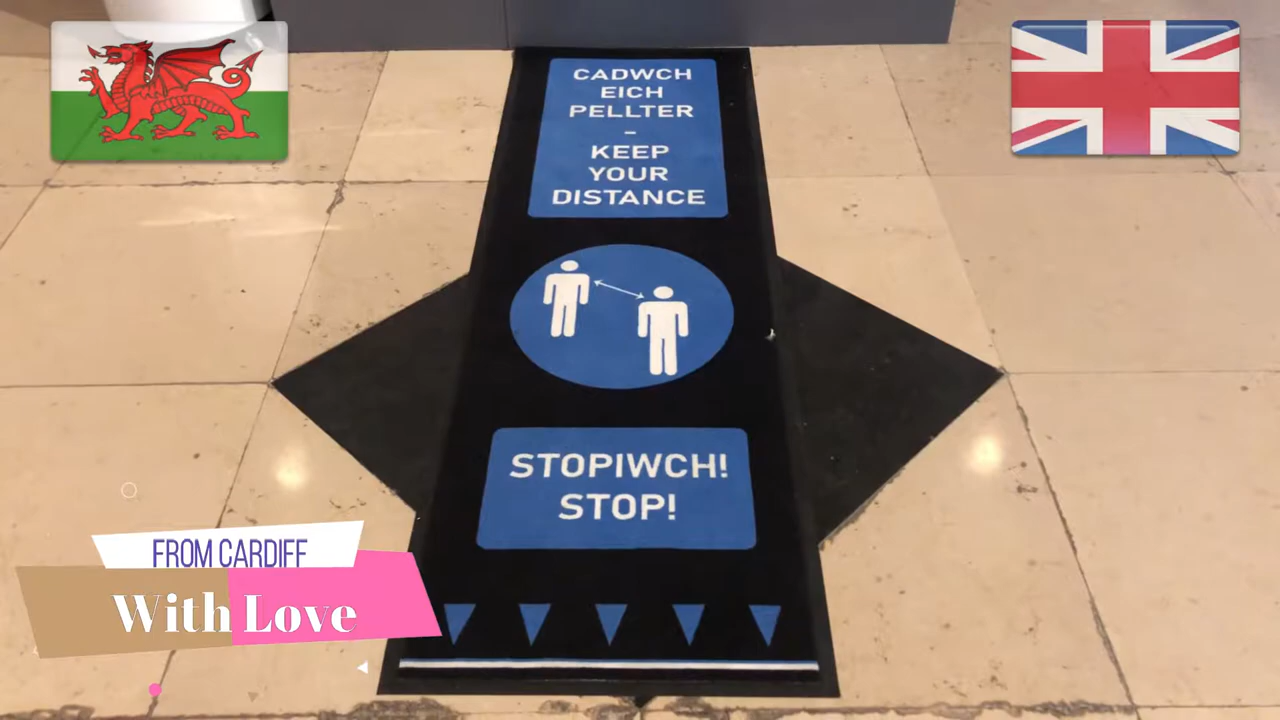 CADWCH
EICH
PELLTER
-
KEEP
YOUR
DISTANCE
STOPIWCH!
STOP!
FROM CARDIFF
With Love